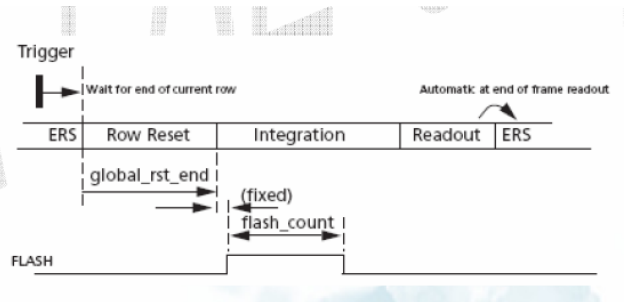 Trigger
Wait for end of current row
Automatic at end of frame readout
ERS Row Reset Integration Readout ERS
global_rst_end
(fixed)
flash_count
FLASH